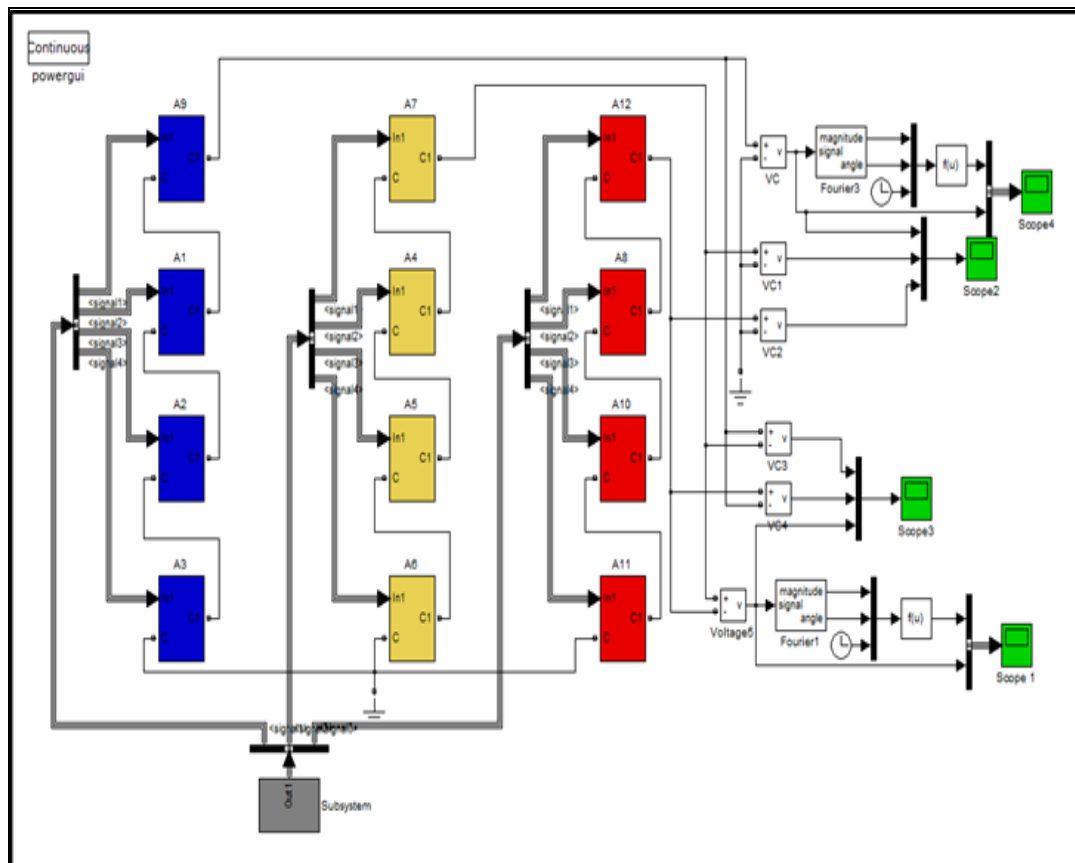 Continuous
powergui
A9
In1
C1
C
A1
In1
C1
C
A2
In1
C1
C
A3
In1
C1
C
<signal1>
<signal2>
<signal3>
<signal4>
A7
In1
C1
C
A4
In1
C1
C
A5
In1
C1
C
A6
In1
C1
C
<signal1>
<signal2>
<signal3>
<signal4>
A12
In1
C1
C
A8
In1
C1
C
A10
In1
C1
C
A11
In1
C1
C
<signal1>
<signal2>
<signal3>
<signal4>
+
-
v
VC
magnitude
signal
angle
Fourier3
f(u)
Scope4
+
-
v
VC1
Scope2
+
-
v
VC2
+
-
v
VC3
+
-
v
VC4
Scope3
+
-
v
Voltage5
magnitude
signal
angle
Fourier1
f(u)
Scope 1
Out1
Subsystem